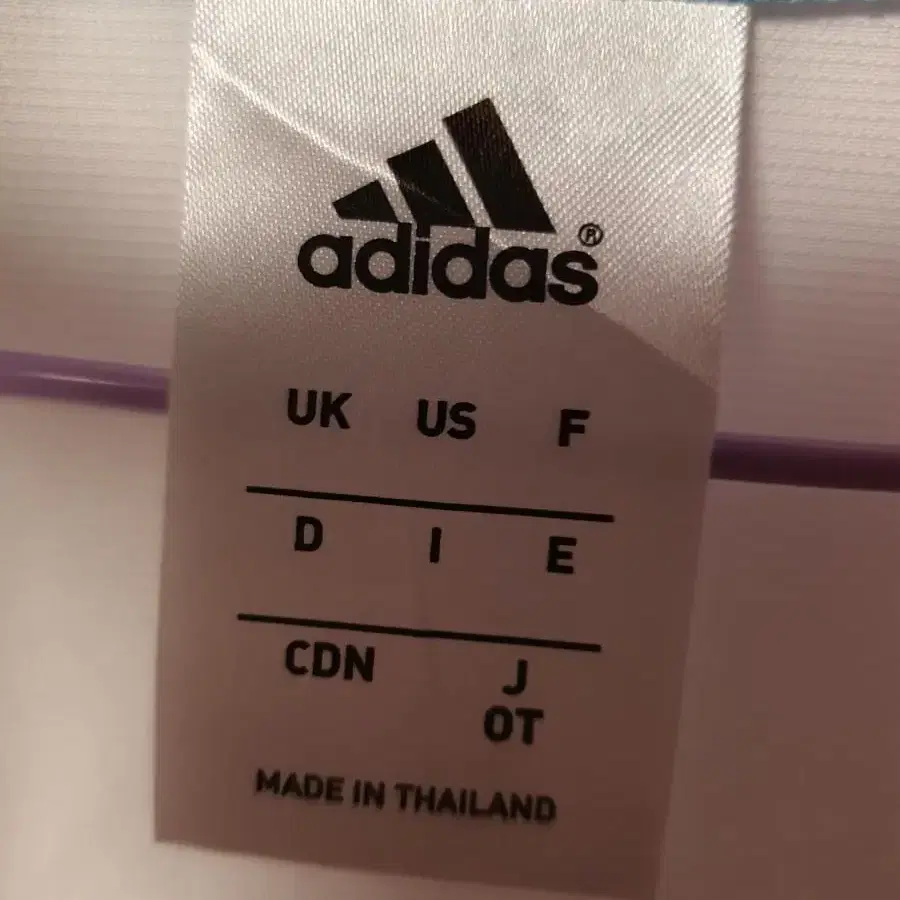 adidas®
UK US F
D I E
CDN J
OT
MADE IN THAILAND